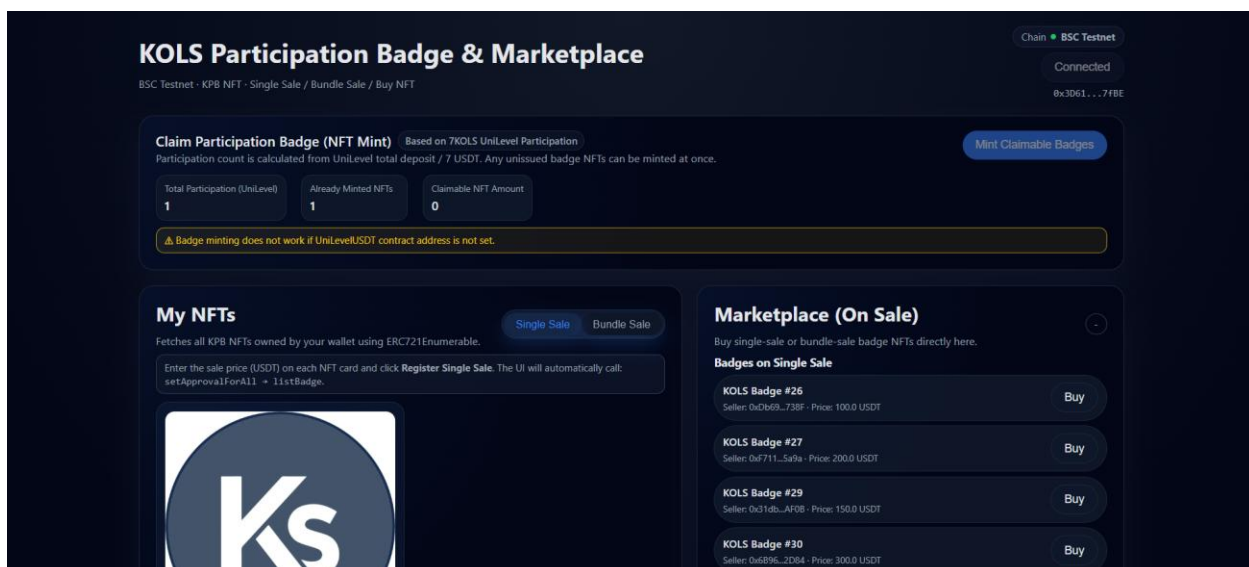 KOLS Participation Badge & Marketplace
BSC Testnet · KPB NFT · Single Sale / Bundle Sale / Buy NFT
Chain ● BSC Testnet
Connected
0x3D61...7fBE
Claim Participation Badge (NFT Mint) Based on 7KOLS UniLevel Participation
Participation count is calculated from UniLevel total deposit / 7 USDT. Any unissued badge NFTs can be minted at once.
Mint Claimable Badges
Total Participation (UniLevel)
1
Already Minted NFTs
1
Claimable NFT Amount
0
⚠ Badge minting does not work if UniLevelUSDT contract address is not set.
My NFTs
Single Sale Bundle Sale
Fetches all KPB NFTs owned by your wallet using ERC721Enumerable.
Enter the sale price (USDT) on each NFT card and click Register Single Sale. The UI will automatically call:
setApprovalForAll → listBadge.
Ks
Marketplace (On Sale)
-
Buy single-sale or bundle-sale badge NFTs directly here.
Badges on Single Sale
KOLS Badge #26
Seller: 0xDb69...738F · Price: 100.0 USDT
Buy
KOLS Badge #27
Seller: 0xF711...5a9a · Price: 200.0 USDT
Buy
KOLS Badge #29
Seller: 0x31db...AF08 · Price: 150.0 USDT
Buy
KOLS Badge #30
Seller: 0x6B96...2D84 · Price: 300.0 USDT
Buy